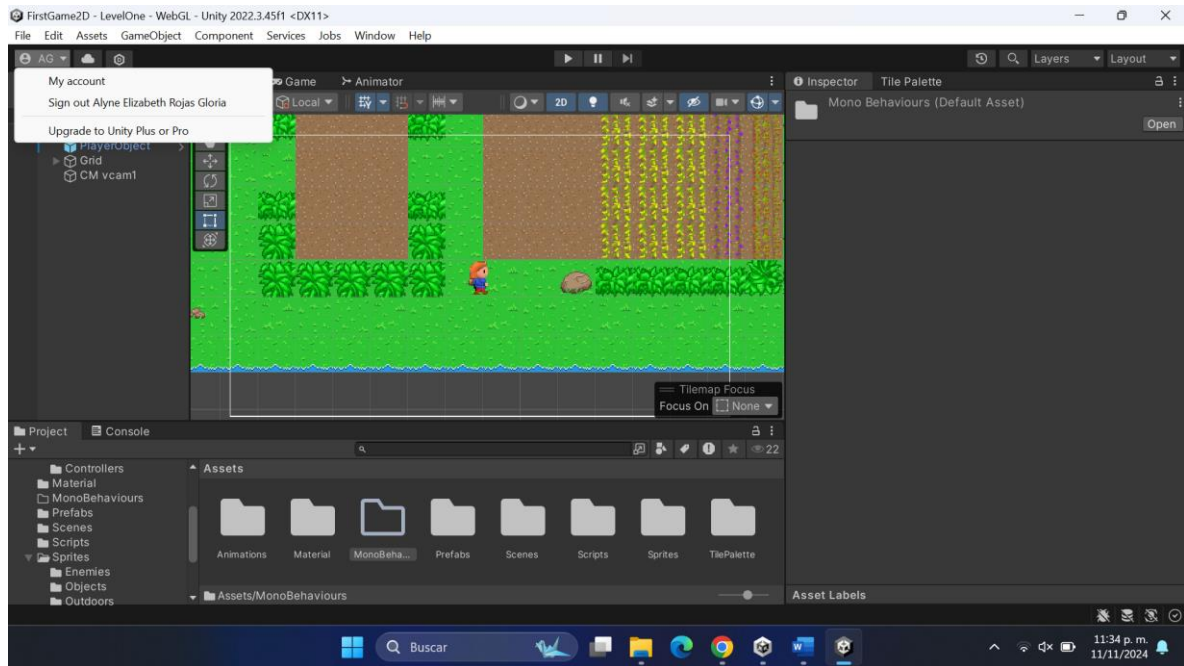 FirstGame2D - LevelOne - WebGL - Unity 2022.3.45f1 <DX11>
File Edit Assets GameObject Component Services Jobs Window Help
AG Layers Layout
My account
Sign out Alyne Elizabeth Rojas Gloria
Upgrade to Unity Plus or Pro
Game Animator
Local 2D
PlayerObject
Grid
CM vcam1
Tilemap Focus
Focus On None
Inspector Tile Palette
Mono Behaviours (Default Asset)
Open
Project Console
22
Controllers
Material
MonoBehaviours
Prefabs
Scenes
Scripts
Sprites
Enemies
Objects
Outdoors
Assets
Animations Material MonoBeha... Prefabs Scenes Scripts Sprites TilePalette
Assets/MonoBehaviours
Asset Labels
Buscar
11:34 p. m.
11/11/2024